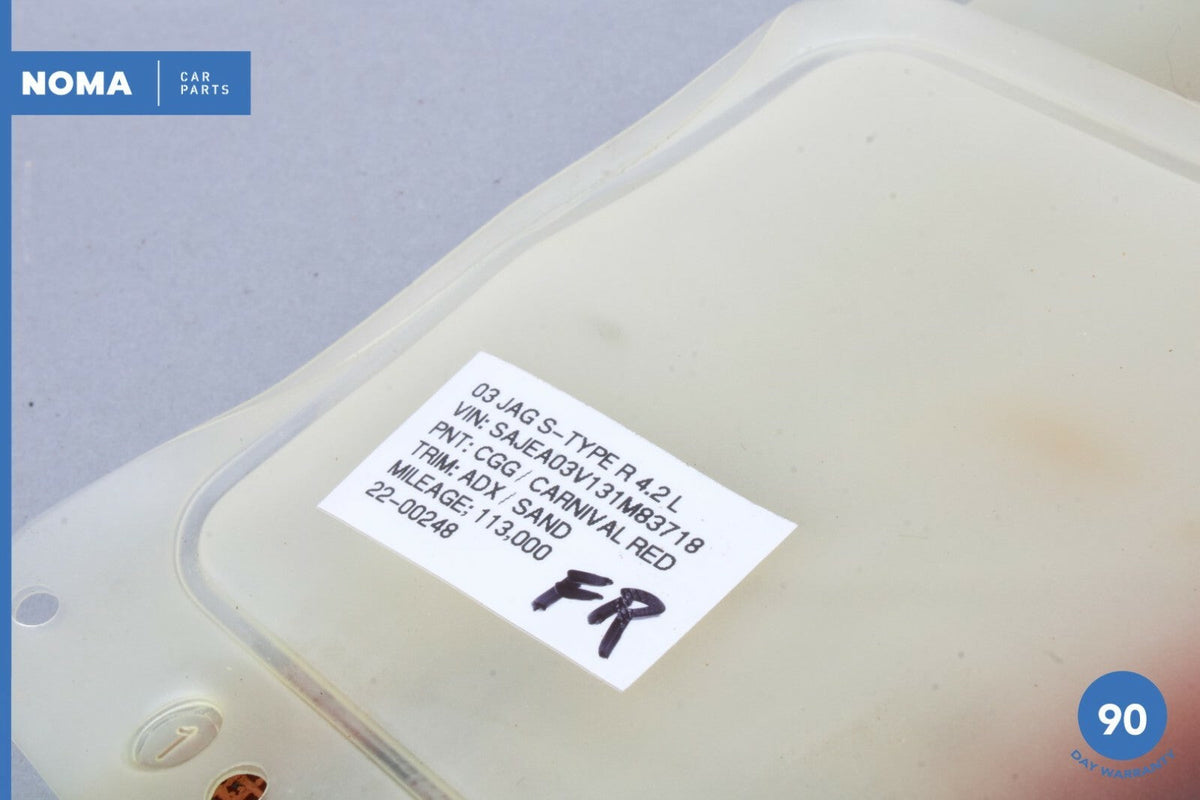 NOMA
CAR
PARTS
03 JAG S-TYPE R 4.2 L
VIN: SAJEA03V131M83718
PNT: CGG / CARNIVAL RED
TRIM: ADX / SAND
MILEAGE; 113,000
22-00248
FR
1
90
DAY WARRANTY